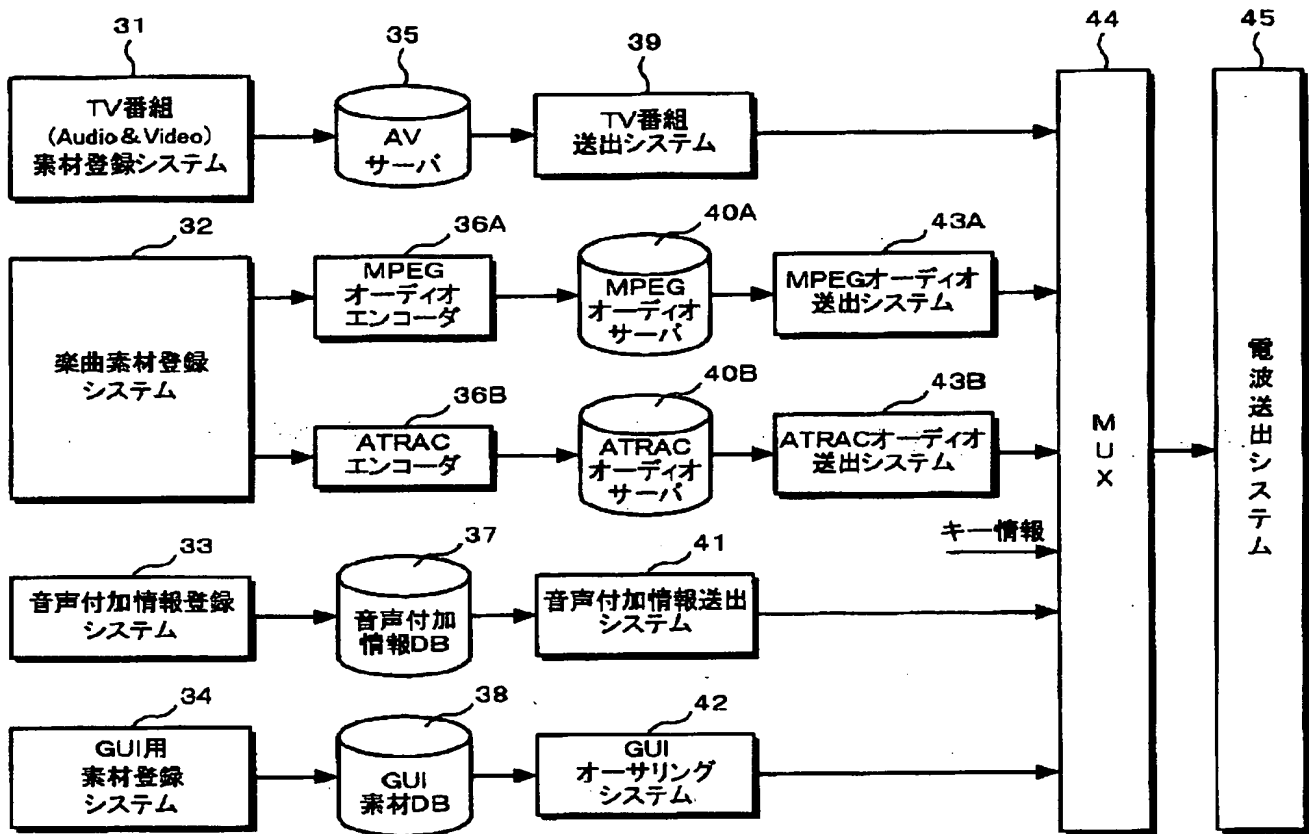 31
35
39
44
45
TV番組
(Audio&Video)
素材登録システム
AV
サーバ
TV番組
送出システム
32
36A
40A
43A
楽曲素材登録
システム
MPEG
オーディオ
エンコーダ
MPEG
オーディオ
サーバ
MPEGオーディオ
送出システム
36B
40B
43B
ATRAC
エンコーダ
ATRAC
オーディオ
サーバ
ATRACオーディオ
送出システム
キー情報
MUX
電波送出システム
33
37
41
音声付加情報登録
システム
音声付加
情報DB
音声付加情報送出
システム
34
38
42
GUI用
素材登録
システム
GUI
素材DB
GUI
オーサリング
システム